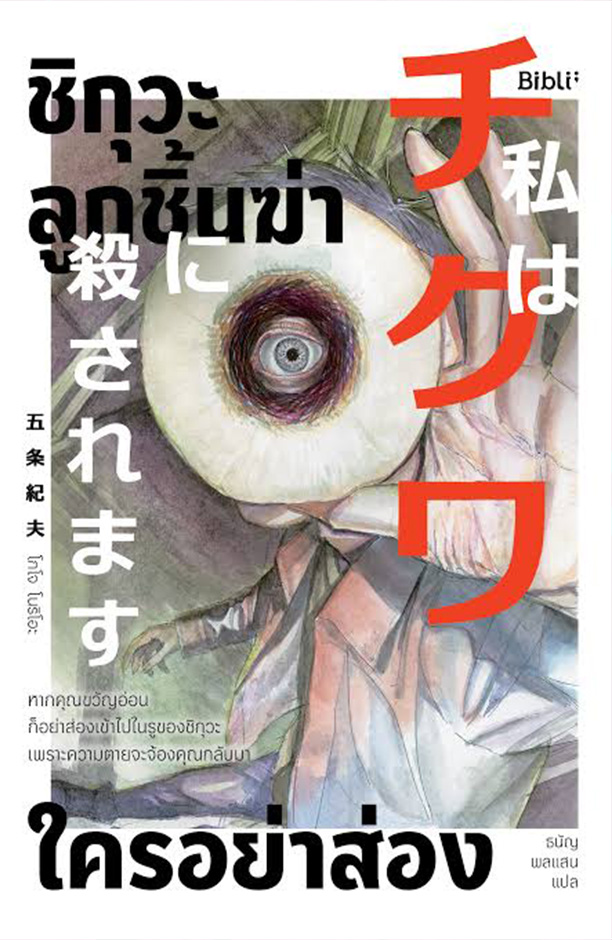 Bibli;
ชิกุวะ
ลูกชิ้นฆ่า
私は
チクワ
に
殺されます
五条紀夫
โกโจ โนริโอะ
หากคุณขวัญอ่อน
ก็อย่าส่องเข้าไปในรูของชิกุวะ
เพราะความตายจะจ้องคุณกลับมา
ใครอย่าส่อง
ธนัญ
พลแสน
แปล